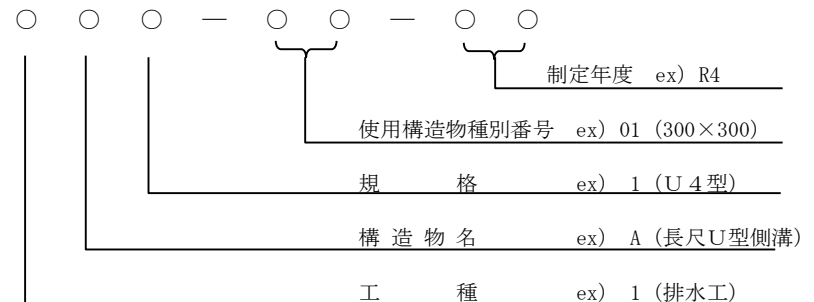 ○ ○ ○ ― ○ ○ ― ○ ○
制定年度 ex) R4
使用構造物種別番号 ex) 01 (300×300)
規 格 ex) 1 (U4型)
構 造 物 名 ex) A (長尺U型側溝)
工 種 ex) 1 (排水工)